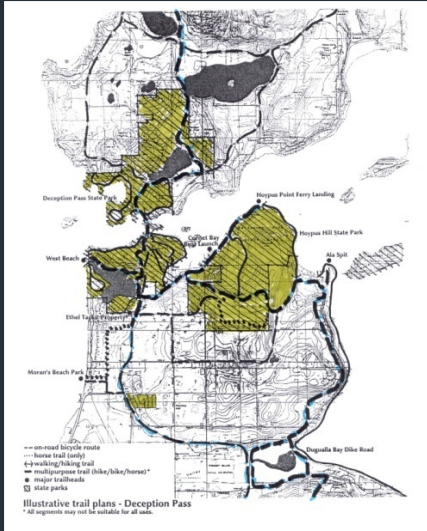 Deception Pass State Park
Hoypus Point Ferry Landing
Cornet Bay
Boat Launch
Hoypus Hill State Park
West Beach
Ala Spit
Ethel Property
Moran's Beach Park
Dugualla Bay Dike Road
on-road bicycle route
horse trail (only)
walking/hiking trail
multipurpose trail (hike/bike/horse)*
major trailheads
state parks
Illustrative trail plans - Deception Pass
* All segments may not be suitable for all uses.